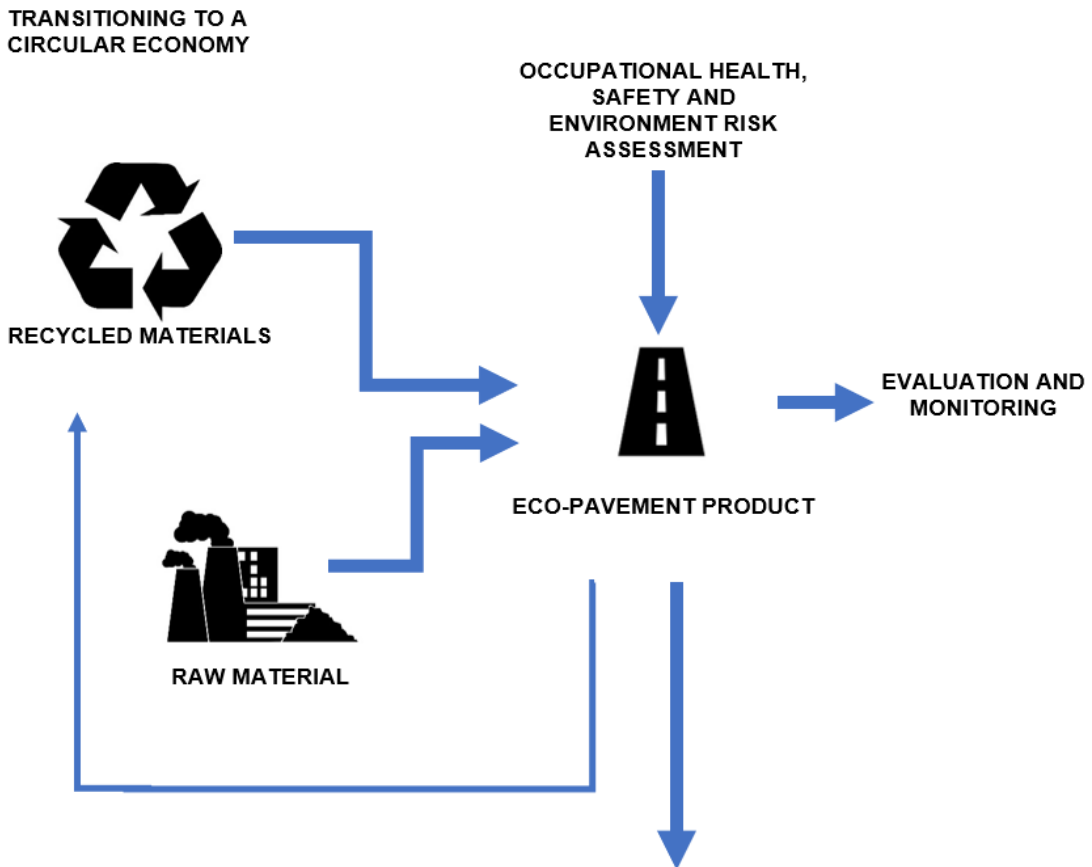 TRANSITIONING TO A
CIRCULAR ECONOMY
OCCUPATIONAL HEALTH,
SAFETY AND
ENVIRONMENT RISK
ASSESSMENT
RECYCLED MATERIALS
EVALUATION AND
MONITORING
ECO-PAVEMENT PRODUCT
RAW MATERIAL